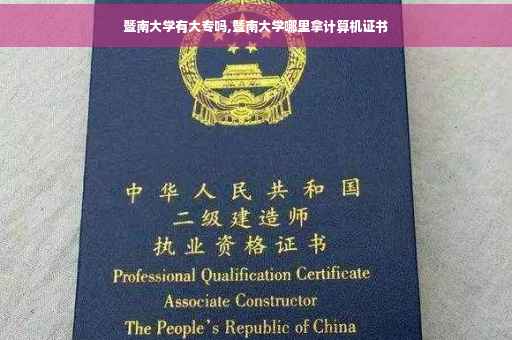 暨南大学有大专吗,暨南大学哪里拿计算机证书
中华人民共和国
二级建造师
执业资格证书
Professional Qualification Certificate
Associate Constructor
The People's Republic of China